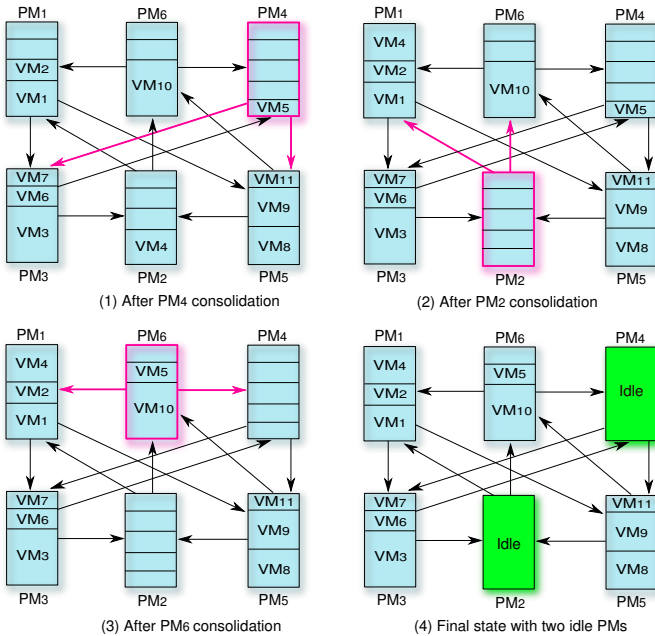 PM1 PM6 PM4
VM2
VM1
VM10
VM5
VM7
VM6
VM3
VM4
VM11
VM9
VM8
PM3 PM2 PM5
(1) After PM4 consolidation
PM1 PM6 PM4
VM4
VM2
VM1
VM10
VM5
VM7
VM6
VM3
VM11
VM9
VM8
PM3 PM2 PM5
(2) After PM2 consolidation
PM1 PM6 PM4
VM4
VM2
VM1
VM5
VM10
VM7
VM6
VM3
VM11
VM9
VM8
PM3 PM2 PM5
(3) After PM6 consolidation
PM1 PM6 PM4
VM4
VM2
VM1
VM5
VM10
Idle
VM7
VM6
VM3
Idle
VM11
VM9
VM8
PM3 PM2 PM5
(4) Final state with two idle PMs